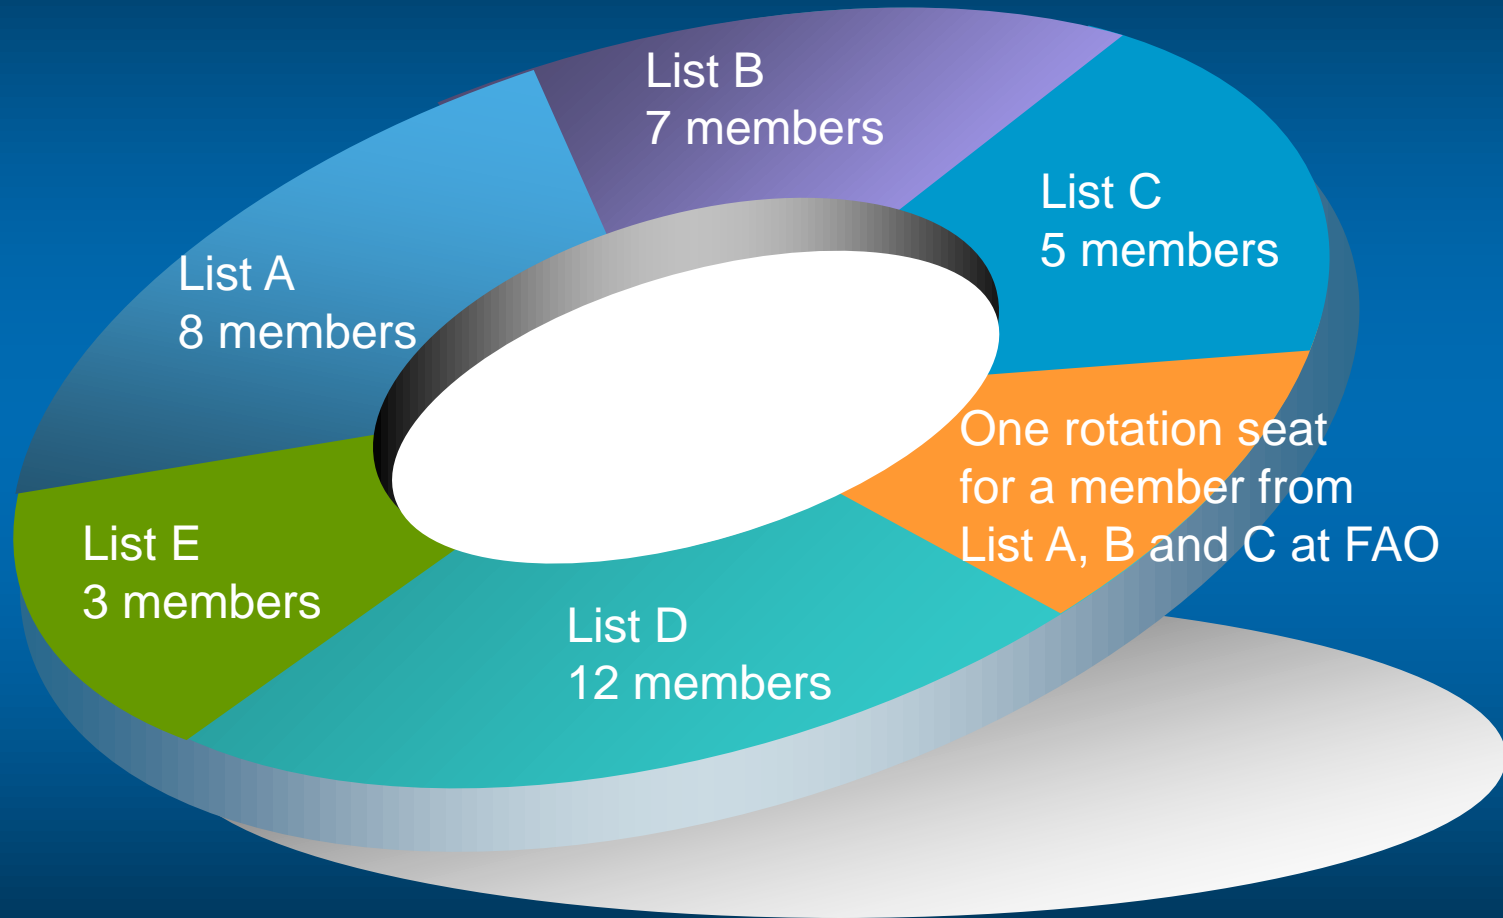 List B
7 members
List C
5 members
List A
8 members
One rotation seat
for a member from
List A, B and C at FAO
List E
3 members
List D
12 members